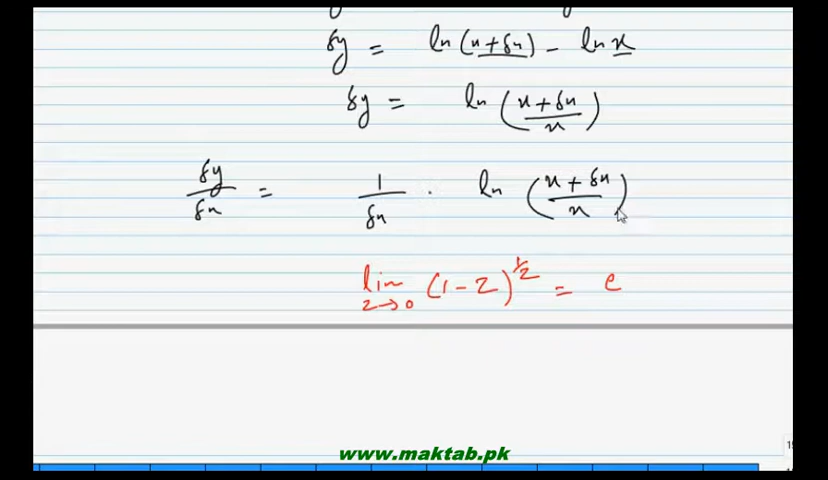 δy = ln (x+δx) - ln x
δy = ln ((x+δx)/x)
δy/δx = 1/δx . ln ((x+δx)/x)
lim z→0 (1-z)^(1/z) = e
www.maktab.pk